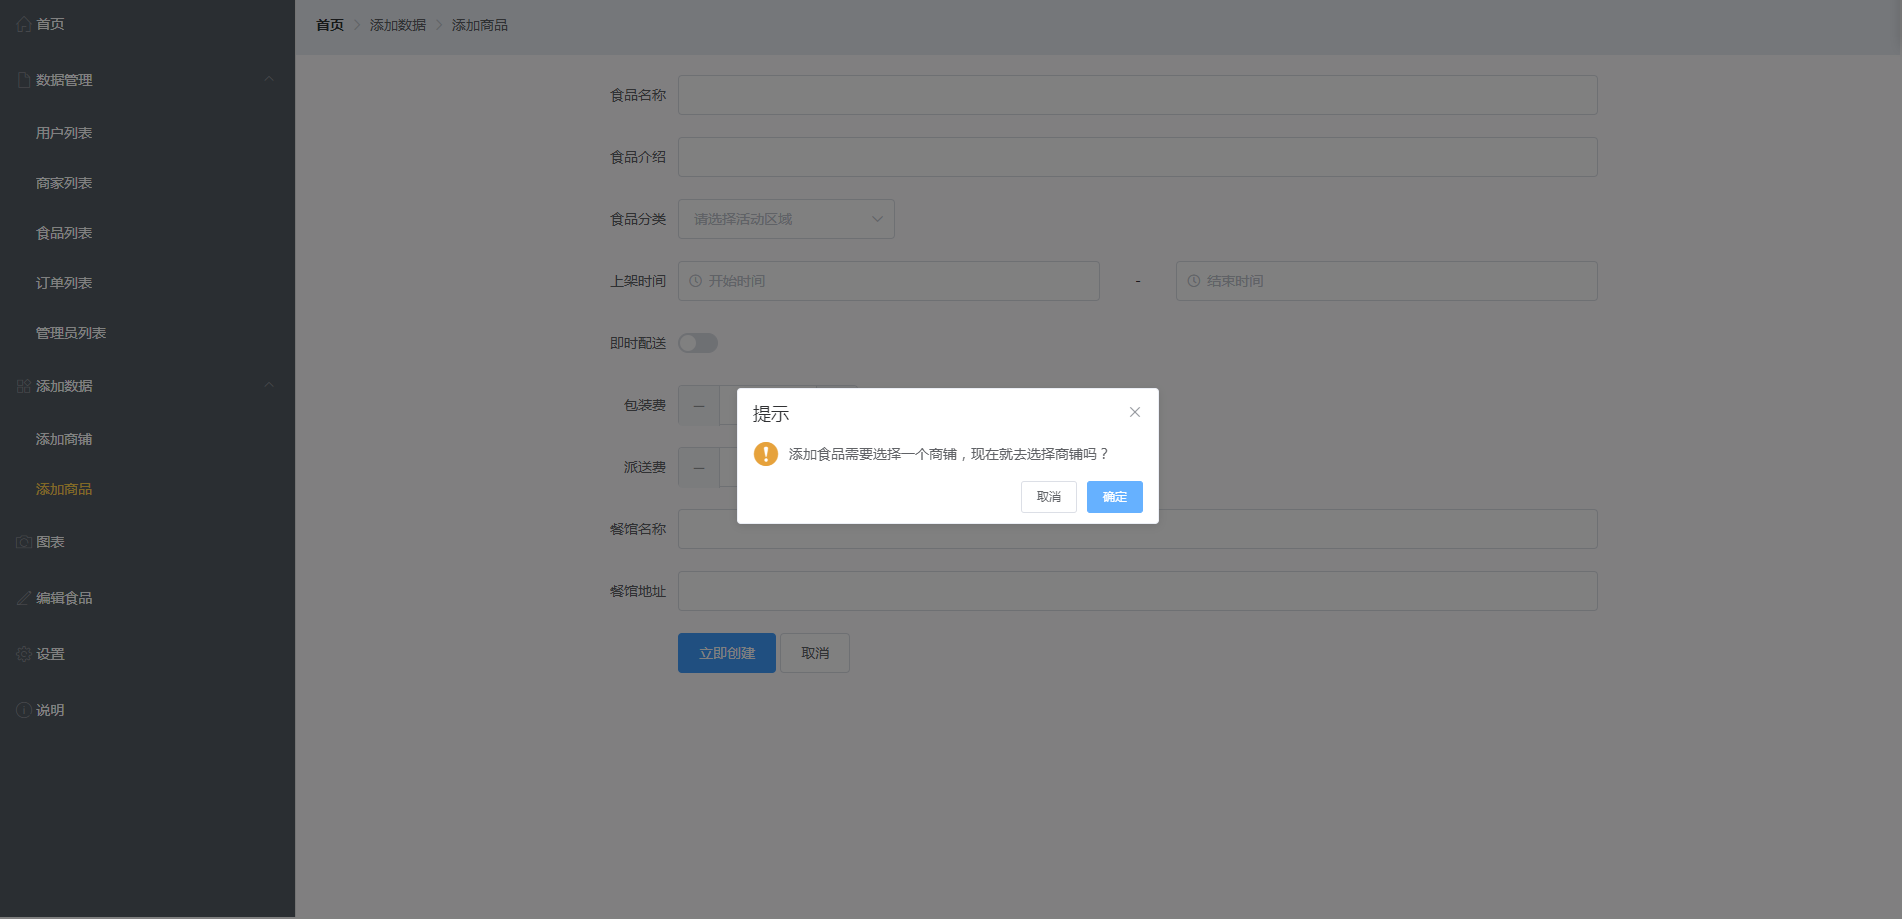 首页
数据管理
用户列表
商家列表
食品列表
订单列表
管理员列表
添加数据
添加商铺
添加商品
图表
编辑食品
设置
说明
首页 添加数据 添加商品
食品名称
食品介绍
食品分类 请选择活动区域
上架时间 开始时间 - 结束时间
即时配送
包装费
派送费
餐馆名称
餐馆地址
立即创建 取消
提示
添加食品需要选择一个商铺，现在就去选择商铺吗？
取消 确定